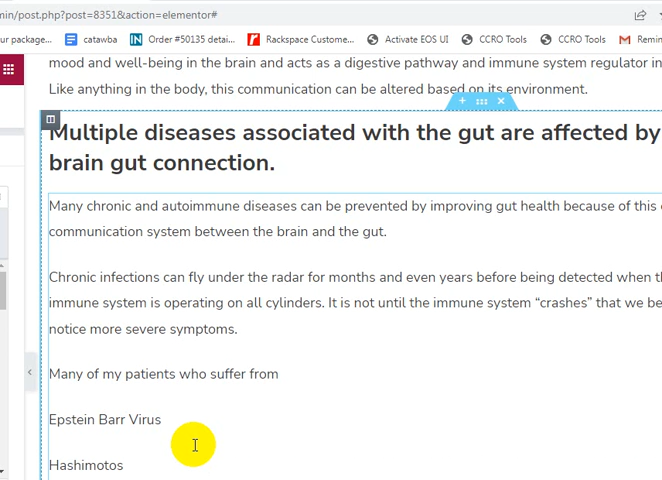 min/post.php?post=8351&action=elementor#
ur package...
catawba
Order #50135 detai...
Rackspace Custome...
Activate EOS UI
CCRO Tools
CCRO Tools
Remin
mood and well-being in the brain and acts as a digestive pathway and immune system regulator in
Like anything in the body, this communication can be altered based on its environment.
Multiple diseases associated with the gut are affected by
brain gut connection.
Many chronic and autoimmune diseases can be prevented by improving gut health because of this
communication system between the brain and the gut.
Chronic infections can fly under the radar for months and even years before being detected when th
immune system is operating on all cylinders. It is not until the immune system “crashes” that we be
notice more severe symptoms.
Many of my patients who suffer from
Epstein Barr Virus
Hashimotos